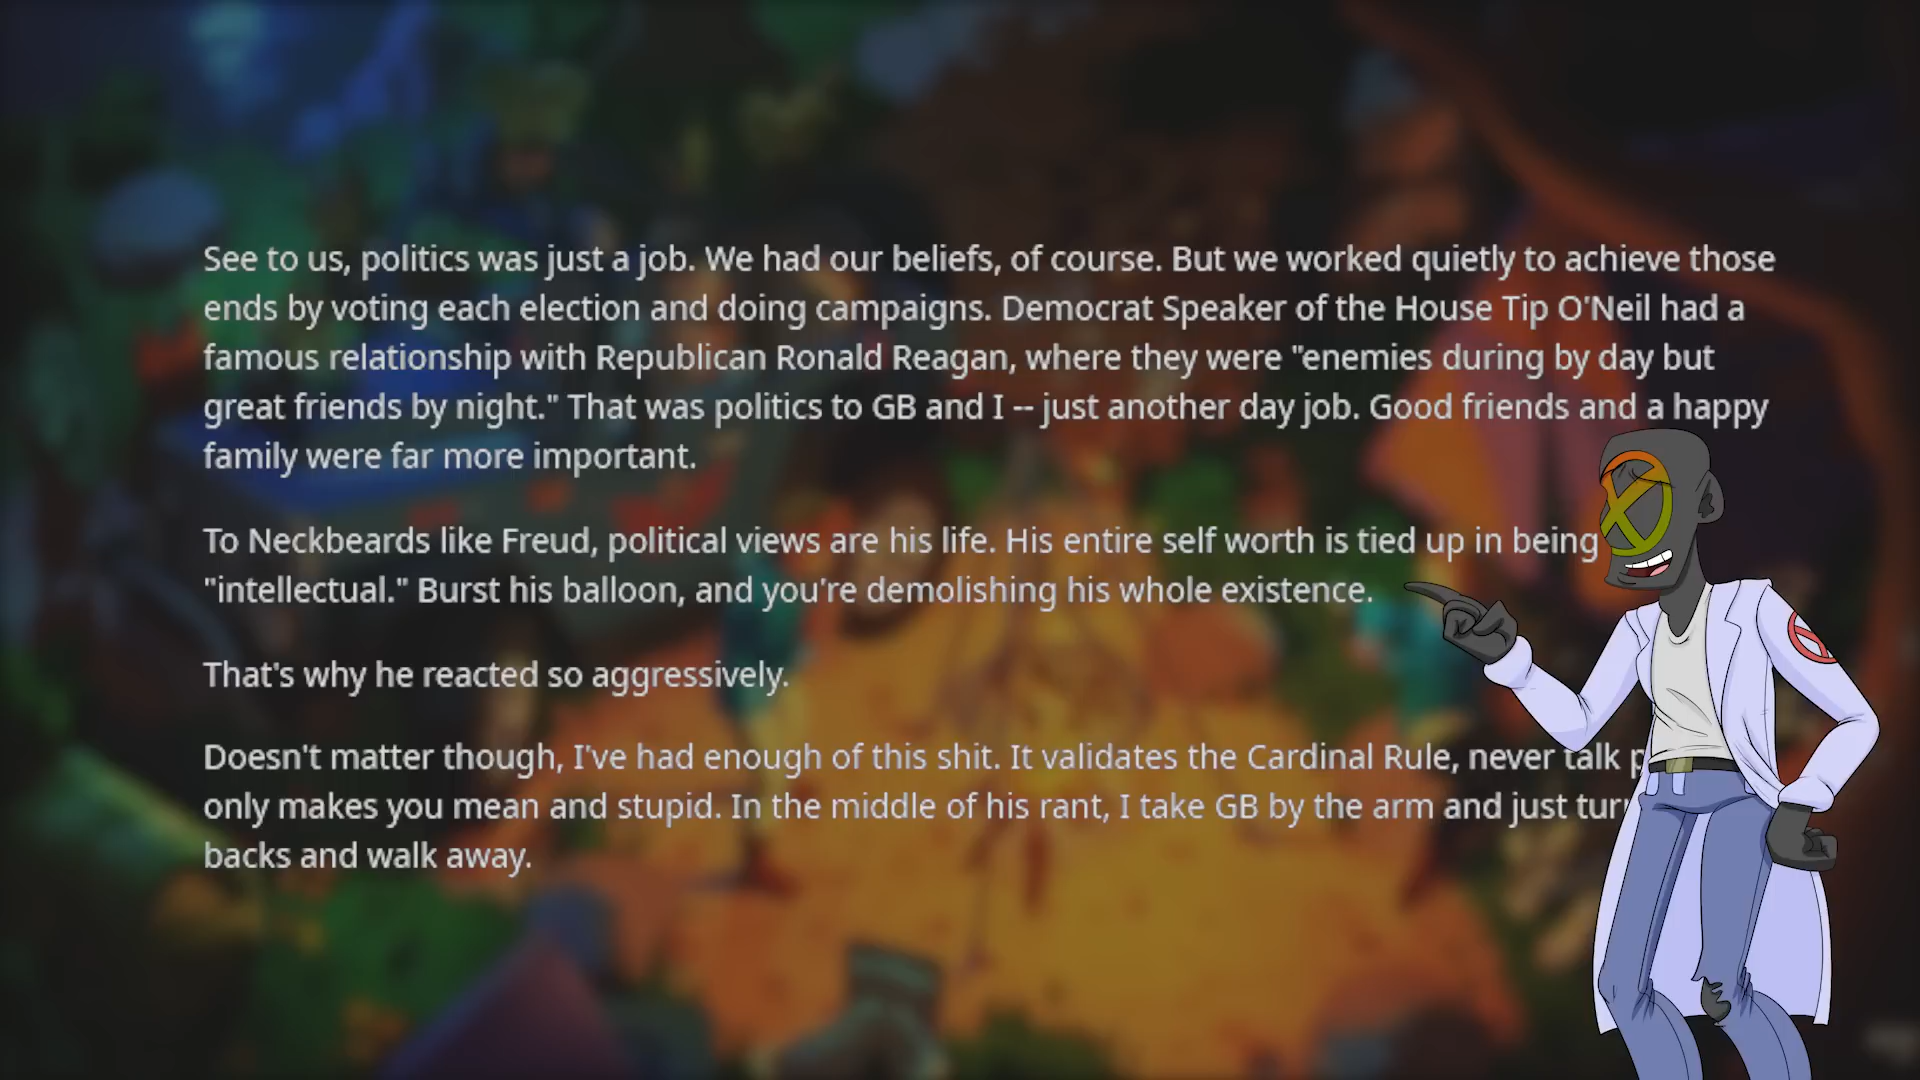 See to us, politics was just a job. We had our beliefs, of course. But we worked quietly to achieve those
ends by voting each election and doing campaigns. Democrat Speaker of the House Tip O'Neil had a
famous relationship with Republican Ronald Reagan, where they were "enemies during by day but
great friends by night." That was politics to GB and I -- just another day job. Good friends and a happy
family were far more important.
To Neckbeards like Freud, political views are his life. His entire self worth is tied up in being
"intellectual." Burst his balloon, and you're demolishing his whole existence.
That's why he reacted so aggressively.
Doesn't matter though, I've had enough of this shit. It validates the Cardinal Rule, never talk
only makes you mean and stupid. In the middle of his rant, I take GB by the arm and just
backs and walk away.